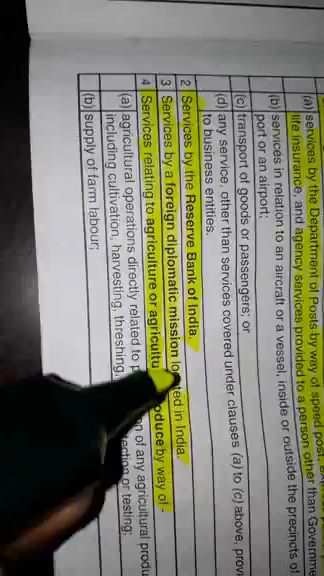 (a) services by the Department of Posts by way of speed post,
life insurance, and agency services provided to a person other than Governme
(b) services in relation to an aircraft or a vessel, inside or outside the precincts of
port or an airport;
(c) transport of goods or passengers; or
(d) any service, other than services covered under clauses (a) to (c) above, prov
to business entities.
2 Services by the Reserve Bank of India.
3 Services by a foreign diplomatic mission located in India.
4 Services relating to agriculture or agricultu oduce by way of -
(a) agricultural operations directly related to p n of any agricultural produ
including cultivation, harvesting, threshing, or testing;
(b) supply of farm labour;